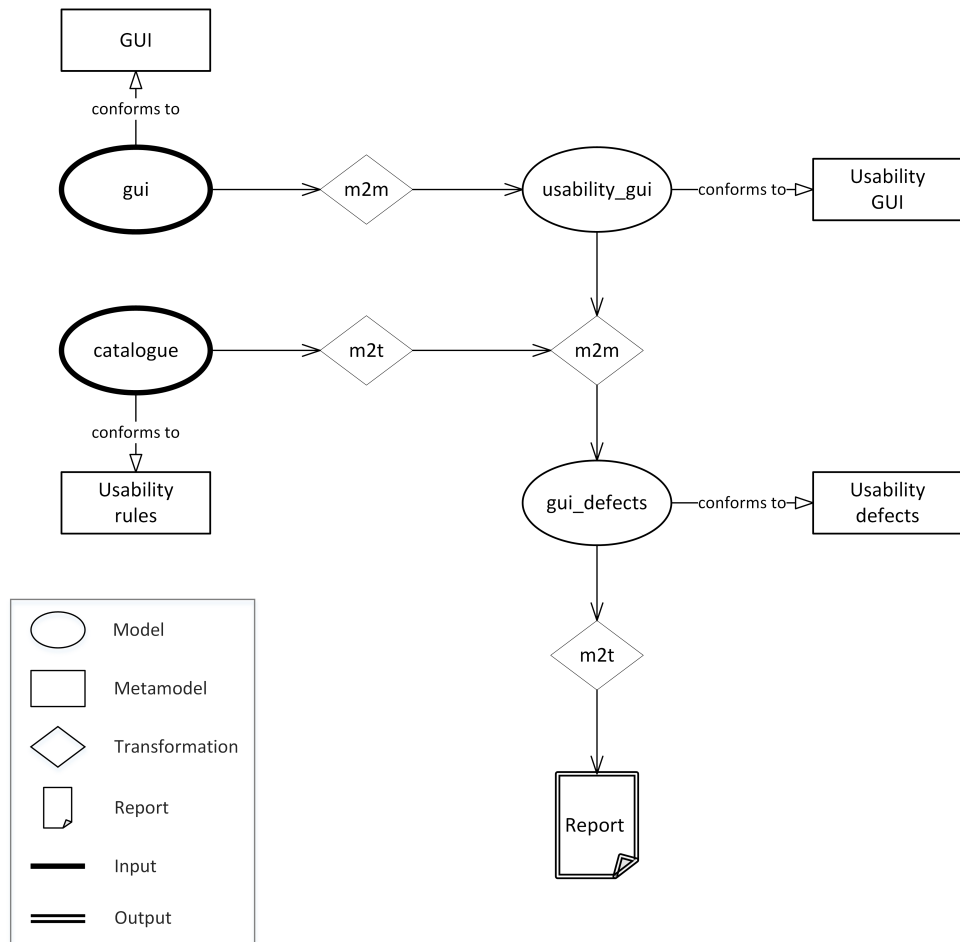 GUI
conforms to
gui
m2m
usability_gui
conforms to
Usability
GUI
catalogue
m2t
m2m
conforms to
Usability
rules
gui_defects
conforms to
Usability
defects
m2t
Report
Model
Metamodel
Transformation
Report
Input
Output